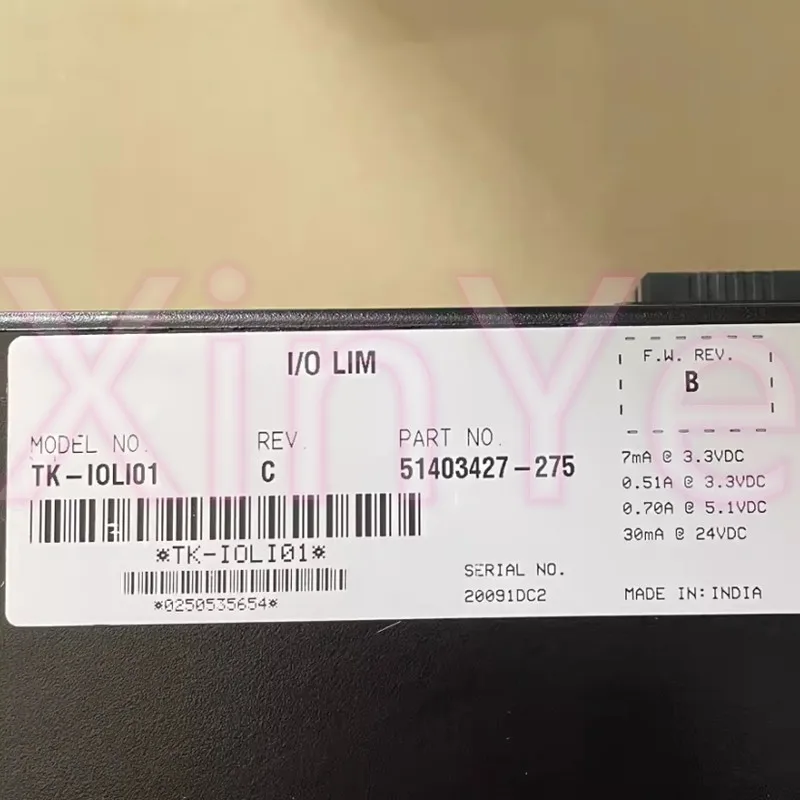 I/O LIM
F.W. REV.
B
MODEL NO.
REV.
PART NO.
TK-IOLI01
C
51403427-275
7mA @ 3.3VDC
0.51A @ 3.3VDC
0.70A @ 5.1VDC
30mA @ 24VDC
*TK-IOLI01*
*0250535654*
SERIAL NO.
20091DC2
MADE IN: INDIA
XinYe